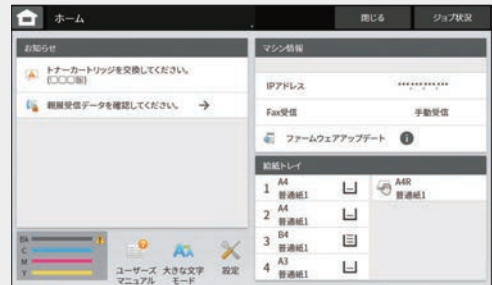 ホーム
閉じる
ジョブ状況
お知らせ
トナーカートリッジを交換してください。
(□□□編)
親展受信データを確認してください。 →
マシン情報
IPアドレス ***.***.***.***
Fax受信 手動受信
ファームウェアアップデート
給紙トレイ
1 A4
普通紙1
2 A4
普通紙1
3 B4
普通紙1
4 A3
普通紙1
A4R
普通紙1
Bk
C
M
Y
ユーザーズ
マニュアル
大きな文字
モード
設定